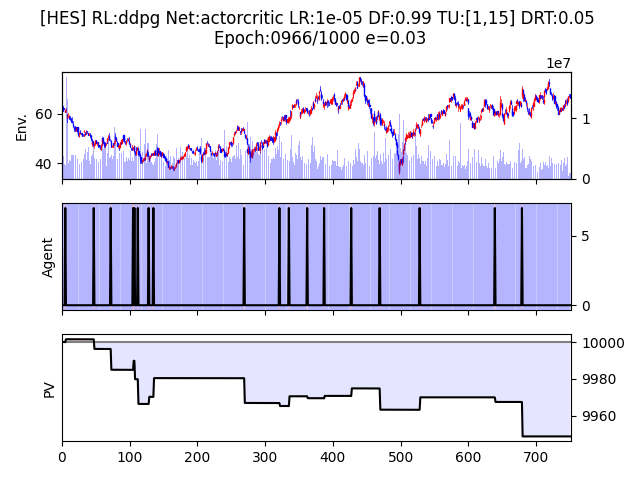 [HES] RL:ddpg Net:actorcritic LR:1e-05 DF:0.99 TU:[1,15] DRT:0.05
Epoch:0966/1000 e=0.03
1e7
Env.
60
40
1
0
Agent
5
0
PV
10000
9980
9960
0 100 200 300 400 500 600 700